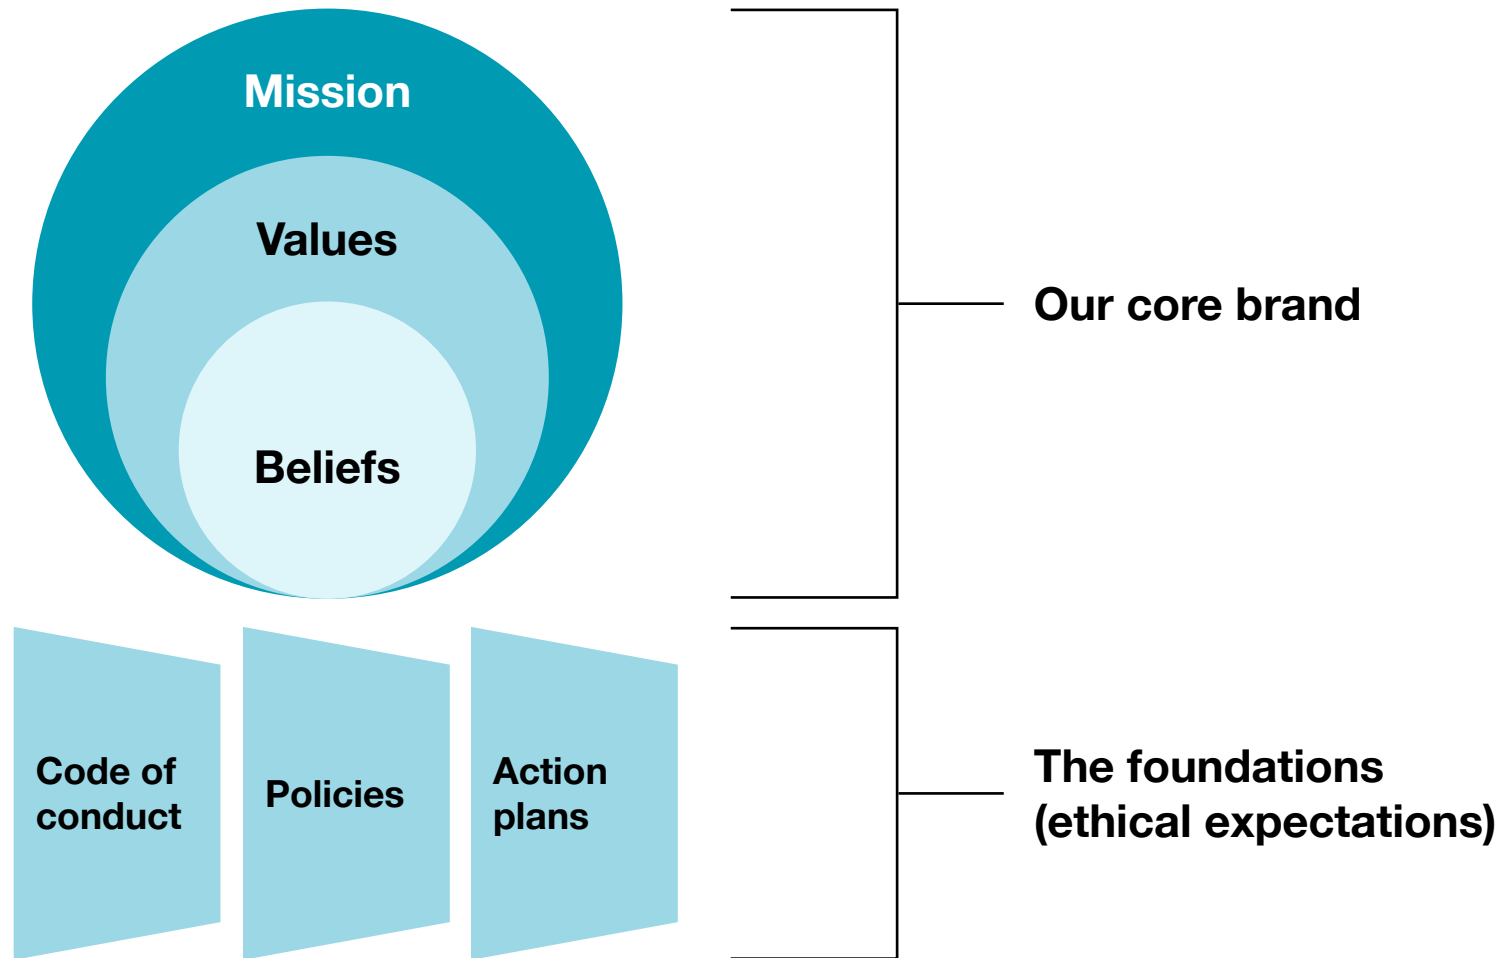 Mission
Values
Beliefs
Our core brand
Code of
conduct
Policies
Action
plans
The foundations
(ethical expectations)